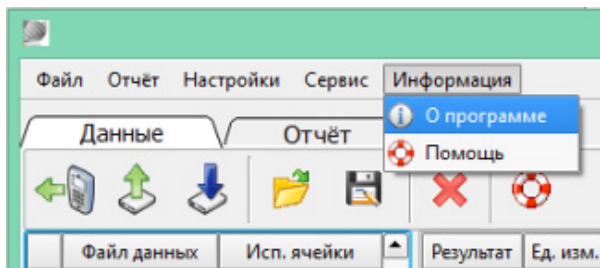 Файл Отчёт Настройки Сервис Информация
О программе
Помощь
Данные Отчёт
Файл данных Исп. ячейки Результат Ед. изм.